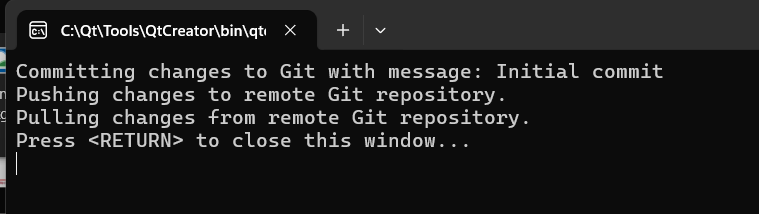 C:\Qt\Tools\QtCreator\bin\qt
Committing changes to Git with message: Initial commit
Pushing changes to remote Git repository.
Pulling changes from remote Git repository.
Press <RETURN> to close this window...